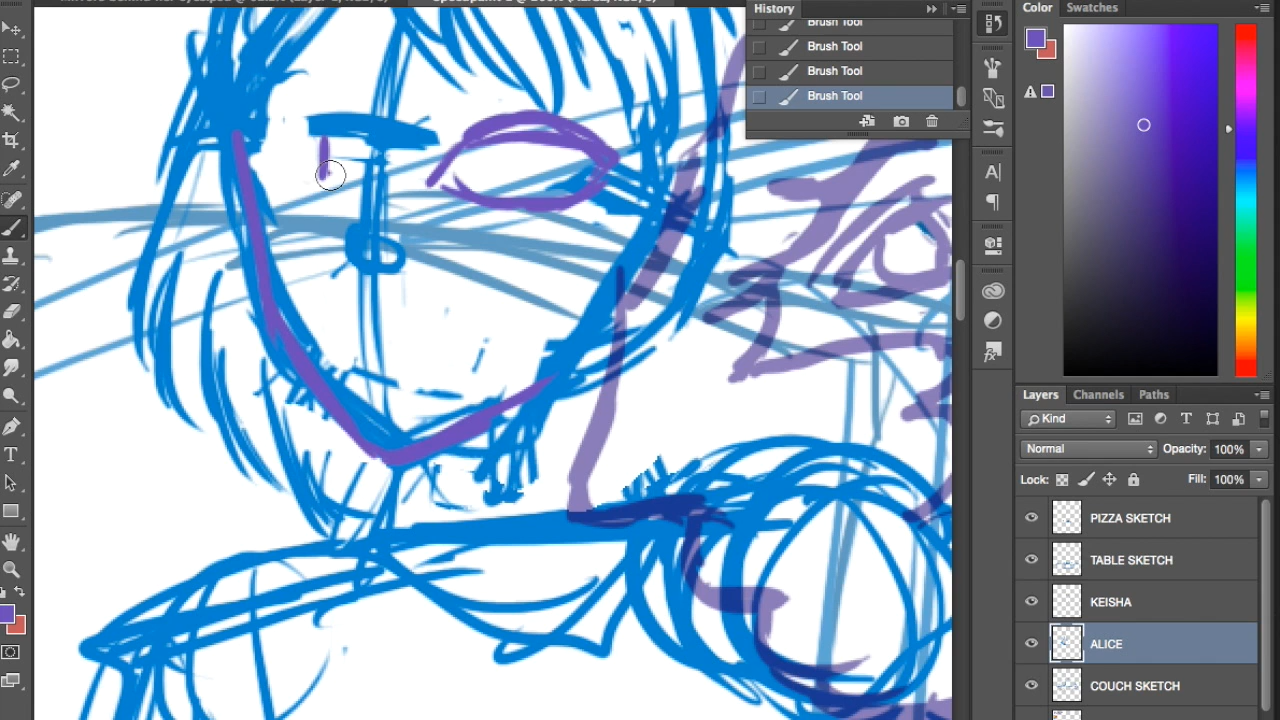 History
Brush Tool
Brush Tool
Brush Tool
Brush Tool
Color
Swatches
A
T
Layers
Channels
Paths
Kind
T
Normal
Opacity:
100%
Lock:
Fill:
100%
PIZZA SKETCH
TABLE SKETCH
KEISHA
ALICE
COUCH SKETCH